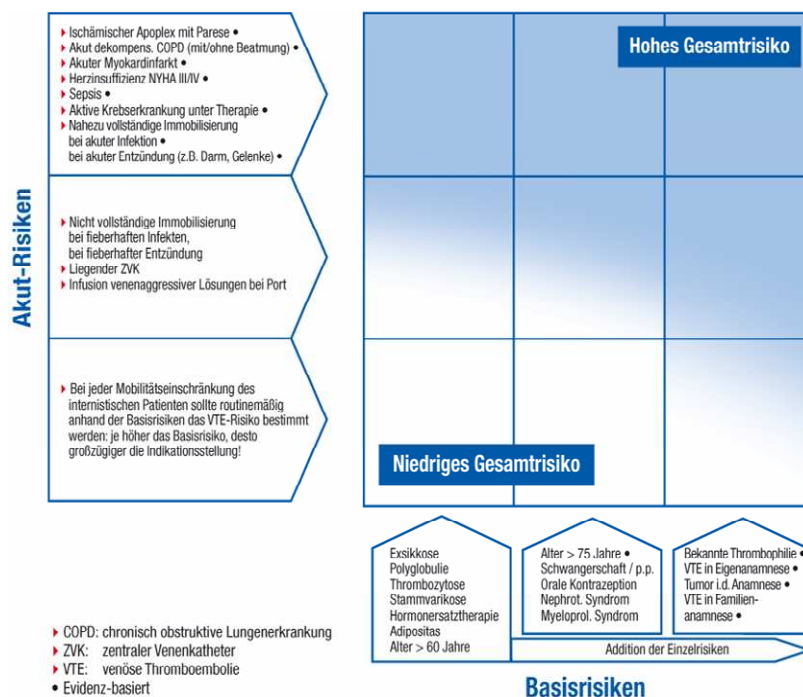 Akut-Risiken
Ischämischer Apoplex mit Parese •
Akut dekompens. COPD (mit/ohne Beatmung) •
Akuter Myokardinfarkt •
Herzinsuffizienz NYHA III/IV •
Sepsis •
Aktive Krebserkrankung unter Therapie •
Nahezu vollständige Immobilisierung
bei akuter Infektion •
bei akuter Entzündung (z.B. Darm, Gelenke) •
Hohes Gesamtrisiko
Nicht vollständige Immobilisierung
bei fieberhaften Infekten,
bei fieberhafter Entzündung
Liegender ZVK
Infusion venenaggressiver Lösungen bei Port
Bei jeder Mobilitätseinschränkung des
internistischen Patienten sollte routinemäßig
anhand der Basisrisiken das VTE-Risiko bestimmt
werden: je höher das Basisrisiko, desto
großzügiger die Indikationsstellung!
Niedriges Gesamtrisiko
Exsikkose
Polyglobulie
Thrombozytose
Stammvarikose
Hormonersatztherapie
Adipositas
Alter > 60 Jahre
Alter > 75 Jahre •
Schwangerschaft / p.p.
Orale Kontrazeption
Nephrot. Syndrom
Myeloprol. Syndrom
Bekannte Thrombophilie •
VTE in Eigenanamnese •
Tumor i.d. Anamnese •
VTE in Familien-
anamnese •
Addition der Einzelrisiken
Basisrisiken
COPD: chronisch obstruktive Lungenerkrankung
ZVK: zentraler Venenkatheter
VTE: venöse Thromboembolie
• Evidenz-basiert